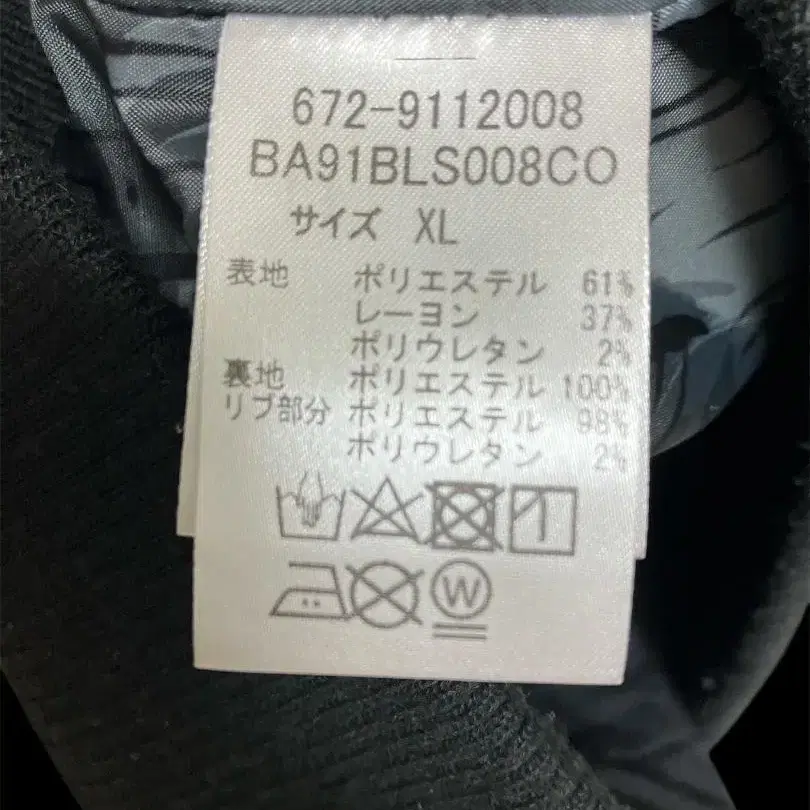 672-9112008
BA91BLS008CO
サイズ XL
表地 ポリエステル 61%
レーヨン 37%
ポリウレタン 2%
裏地 ポリエステル 100%
リブ部分 ポリエステル 98%
ポリウレタン 2%
W